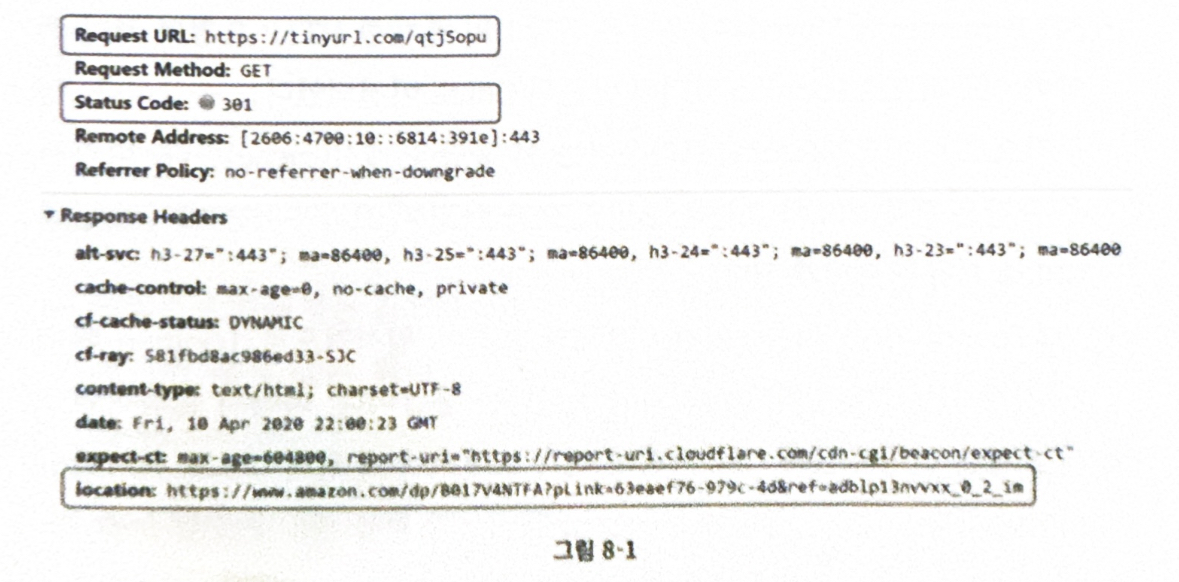 Request URL: https://tinyurl.com/qtj5opu
Request Method: GET
Status Code: 301
Remote Address: [2606:4700:10::6814:391e]:443
Referrer Policy: no-referrer-when-downgrade
▼ Response Headers
alt-svc: h3-27=":443"; ma=86400, h3-25=":443"; ma=86400, h3-24=":443"; ma=86400, h3-23=":443"; ma=86400
cache-control: max-age=0, no-cache, private
cf-cache-status: DYNAMIC
cf-ray: 581fbd8ac986ed33-SJC
content-type: text/html; charset=UTF-8
date: Fri, 10 Apr 2020 22:00:23 GMT
expect-ct: max-age=604800, report-uri="https://report-uri.cloudflare.com/cdn-cgi/beacon/expect-ct"
location: https://www.amazon.com/dp/B017V4NTFA?pLink=63eaef76-979c-4d&ref=adblp13nvvxx_0_2_im
그림 8-1